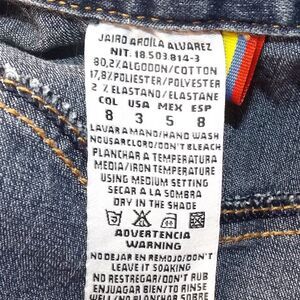 JAIRO ARDILA ALVAREZ
NIT. 18.503.814-3
80,2% ALGODON/COTTON
17,8% POLIESTER/POLYESTER
2 % ELASTANO/ELASTANE
COL USA MEX ESP
8 3 5 8
LAVAR A MANO/HAND WASH
NO USAR CLORO/DON'T BLEACH
PLANCHAR A TEMPERATURA
MEDIA/IRON TEMPERATURE
USING MEDIUM SETTING
SECAR A LA SOMBRA
DRY IN THE SHADE
ADVERTENCIA
WARNING
NO DEJAR EN REMOJO/DON'T
LEAVE IT SOAKING
NO RESTREGAR/DON'T RUB
ENJUAGAR BIEN/TO RINSE
WELL/NO